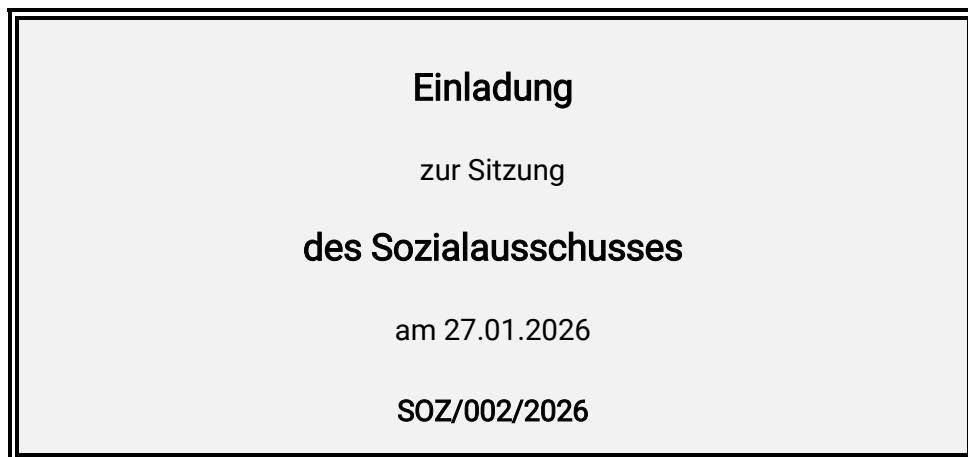 Einladung
zur Sitzung
des Sozialausschusses
am 27.01.2026
SOZ/002/2026